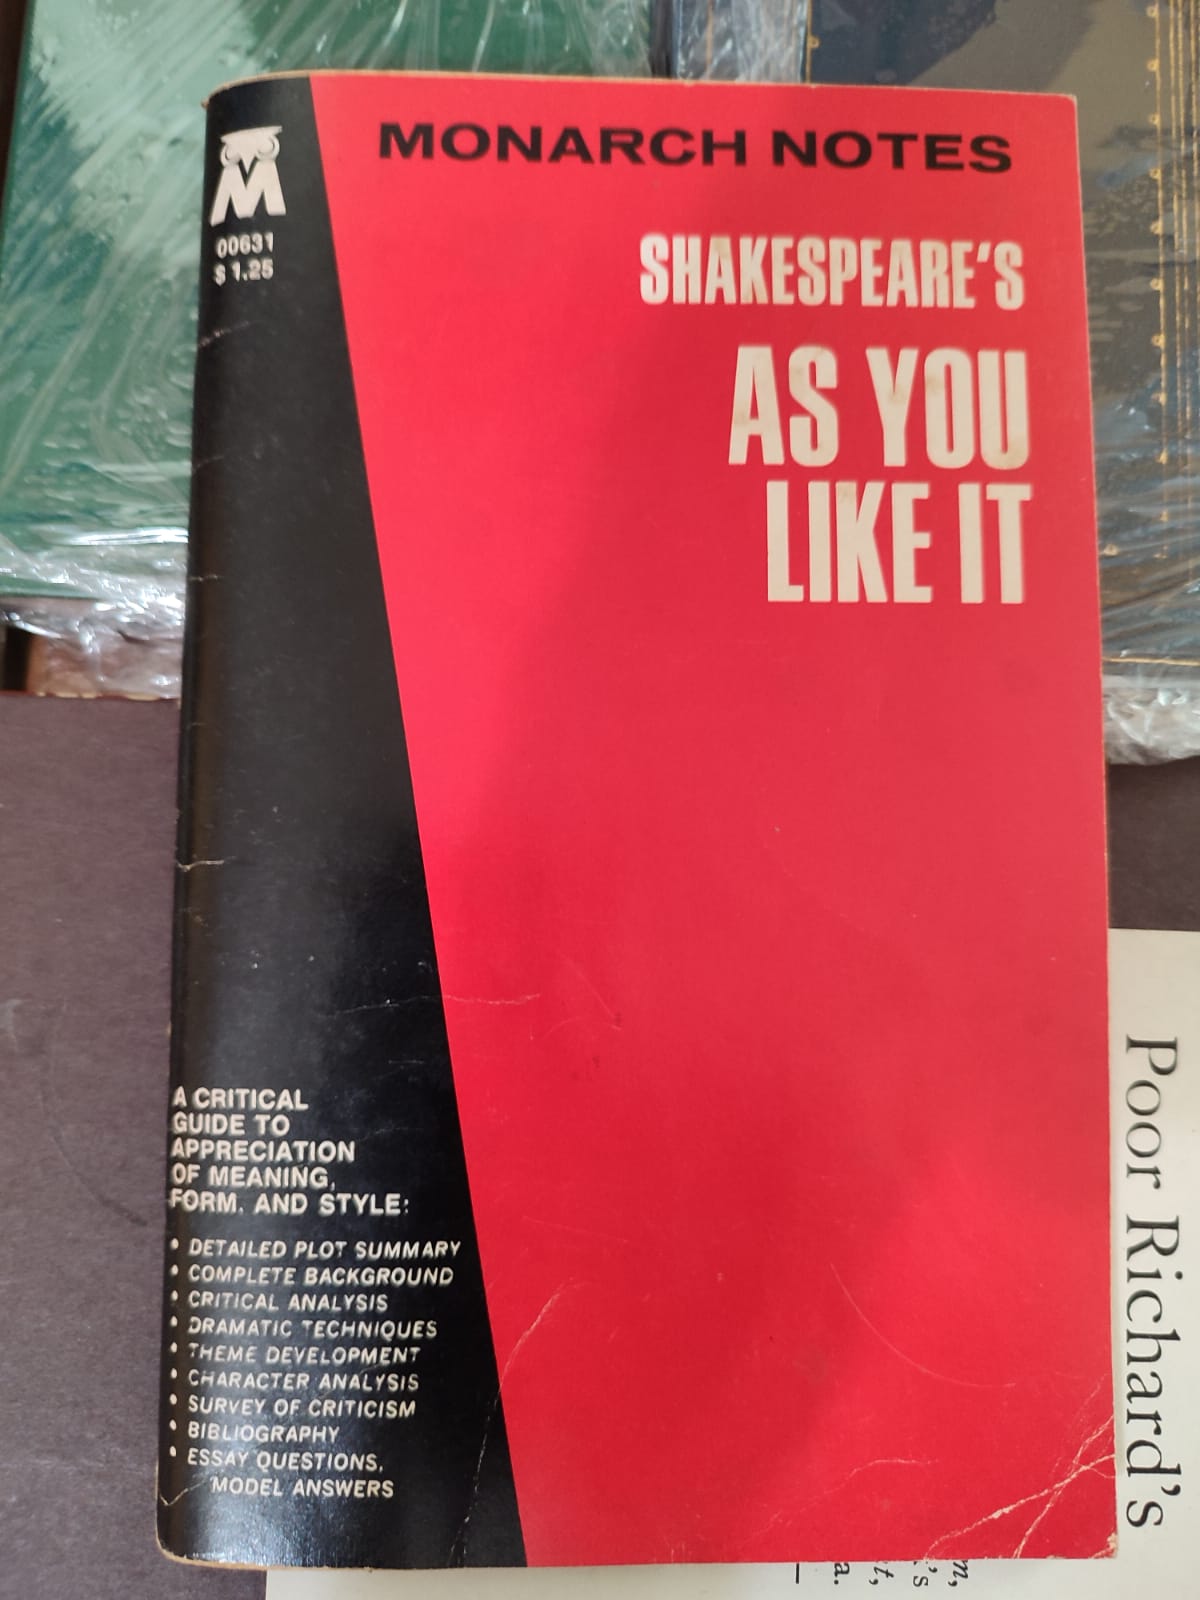 MONARCH NOTES
M
00631
$1.25
SHAKESPEARE'S
AS YOU
LIKE IT
A CRITICAL
GUIDE TO
APPRECIATION
OF MEANING,
FORM, AND STYLE:
• DETAILED PLOT SUMMARY
• COMPLETE BACKGROUND
• CRITICAL ANALYSIS
• DRAMATIC TECHNIQUES
• THEME DEVELOPMENT
• CHARACTER ANALYSIS
• SURVEY OF CRITICISM
• BIBLIOGRAPHY
• ESSAY QUESTIONS,
MODEL ANSWERS
Poor Richard's